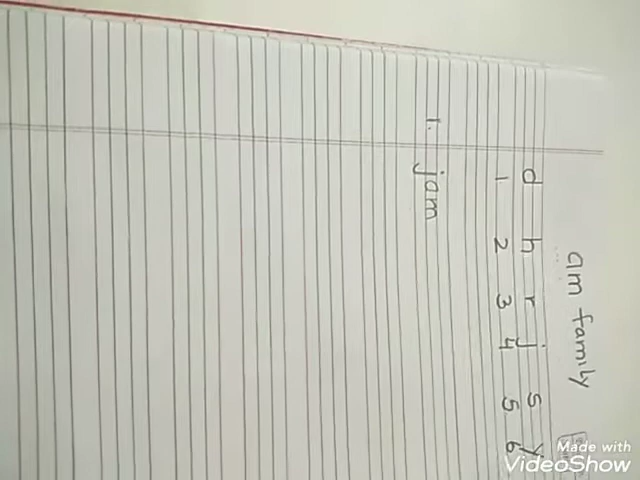 am family
d h r j s y
1 2 3 4 5 6
1. jam
Made with
VideoShow